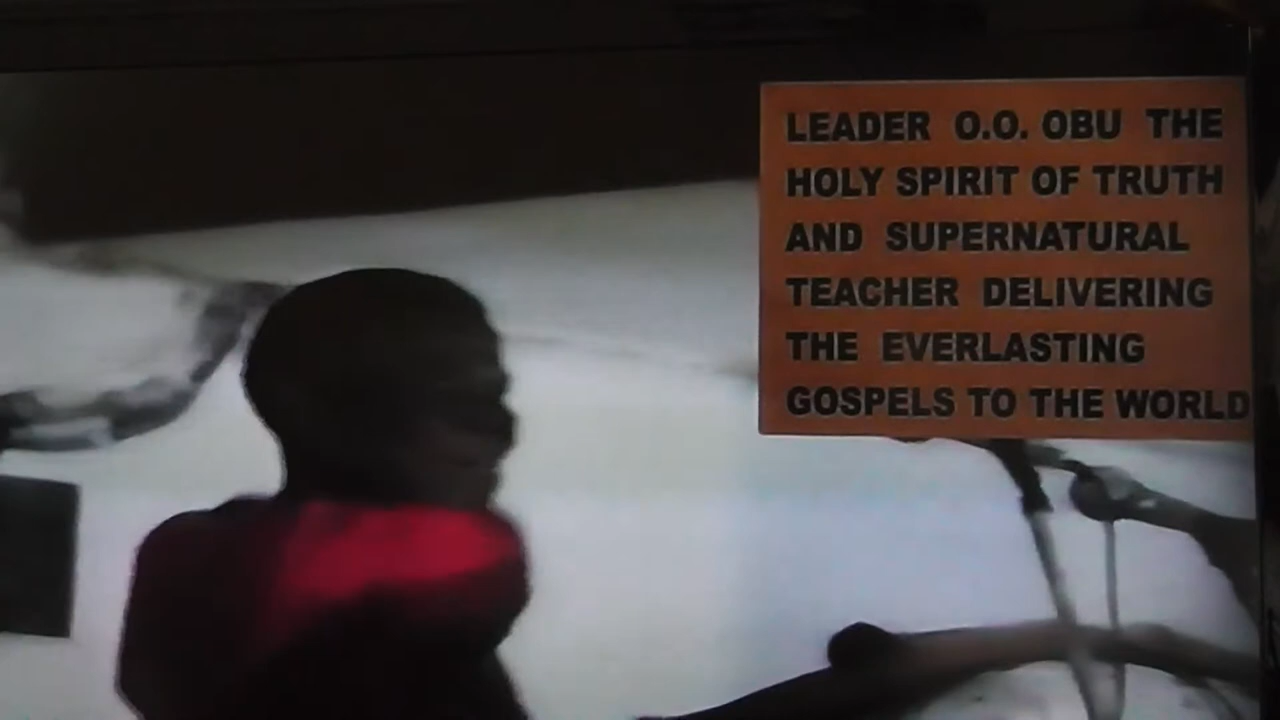 LEADER O.O. OBU THE
HOLY SPIRIT OF TRUTH
AND SUPERNATURAL
TEACHER DELIVERING
THE EVERLASTING
GOSPELS TO THE WORLD